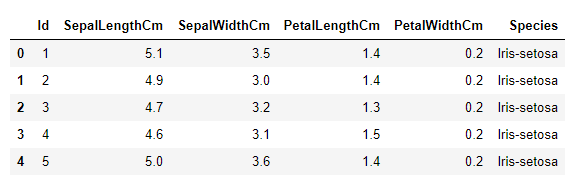 Id SepalLengthCm SepalWidthCm PetalLengthCm PetalWidthCm Species
0 1 5.1 3.5 1.4 0.2 Iris-setosa
1 2 4.9 3.0 1.4 0.2 Iris-setosa
2 3 4.7 3.2 1.3 0.2 Iris-setosa
3 4 4.6 3.1 1.5 0.2 Iris-setosa
4 5 5.0 3.6 1.4 0.2 Iris-setosa